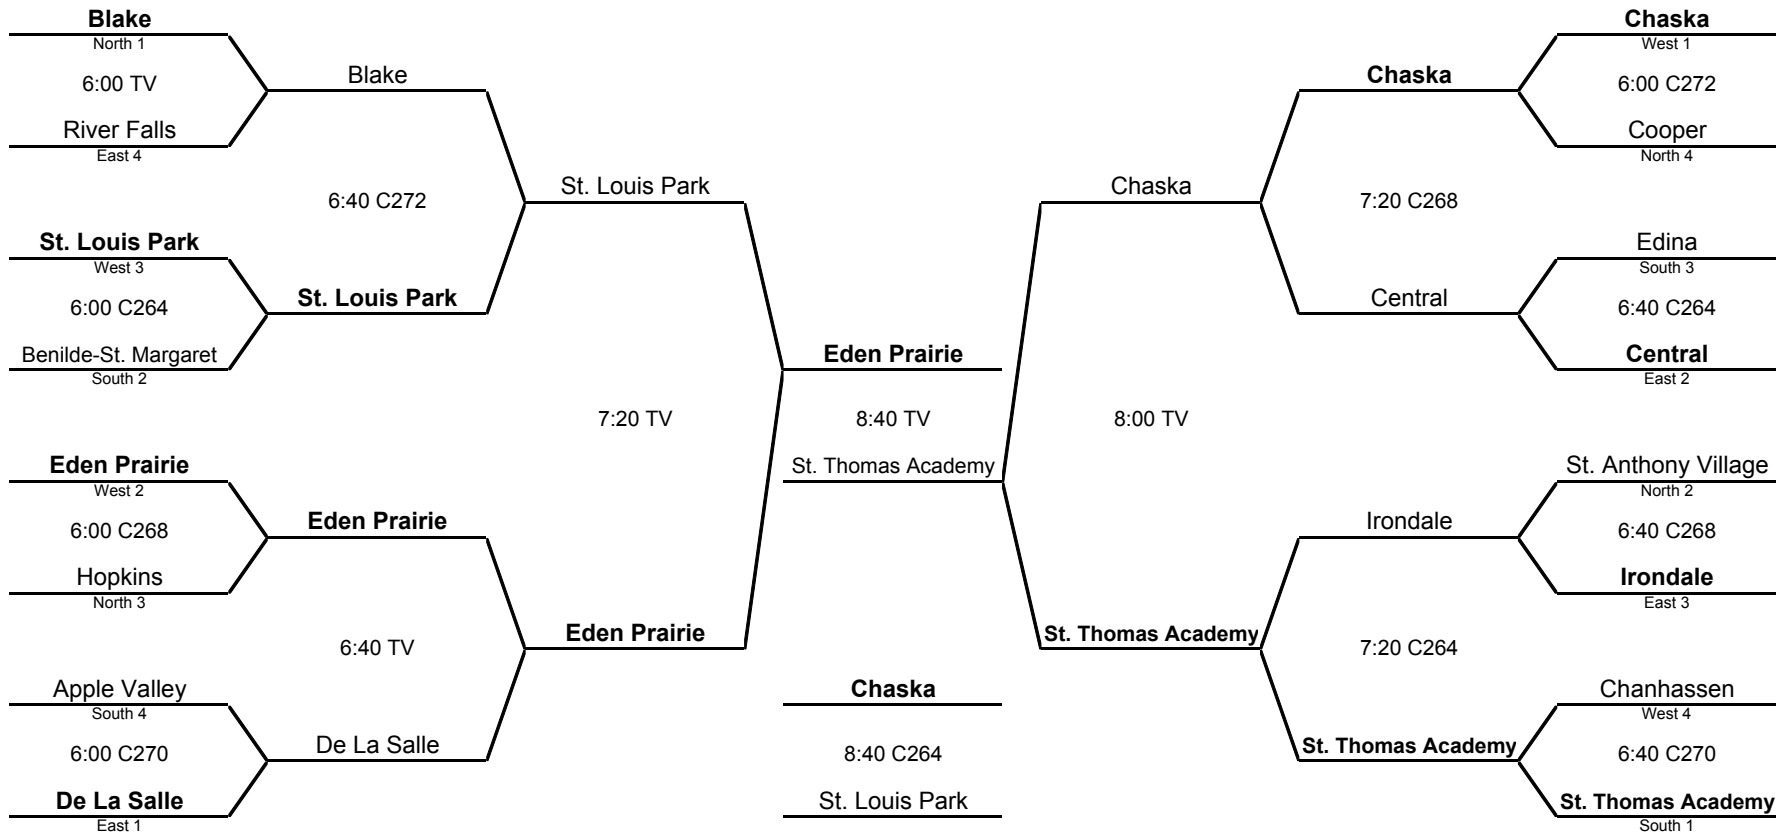 Blake
North 1
6:00 TV
River Falls
East 4
St. Louis Park
West 3
6:00 C264
Benilde-St. Margaret
South 2
Eden Prairie
West 2
6:00 C268
Hopkins
North 3
Apple Valley
South 4
6:00 C270
De La Salle
East 1
Blake
6:40 C272
St. Louis Park
Eden Prairie
6:40 TV
De La Salle
St. Louis Park
7:20 TV
Eden Prairie
Eden Prairie
8:40 TV
St. Thomas Academy
Chaska
8:40 C264
St. Louis Park
Chaska
8:00 TV
St. Thomas Academy
Chaska
7:20 C268
Central
Irondale
7:20 C264
St. Thomas Academy
Chaska
West 1
6:00 C272
Cooper
North 4
Edina
South 3
6:40 C264
Central
East 2
St. Anthony Village
North 2
6:40 C268
Irondale
East 3
Chanhassen
West 4
6:40 C270
St. Thomas Academy
South 1